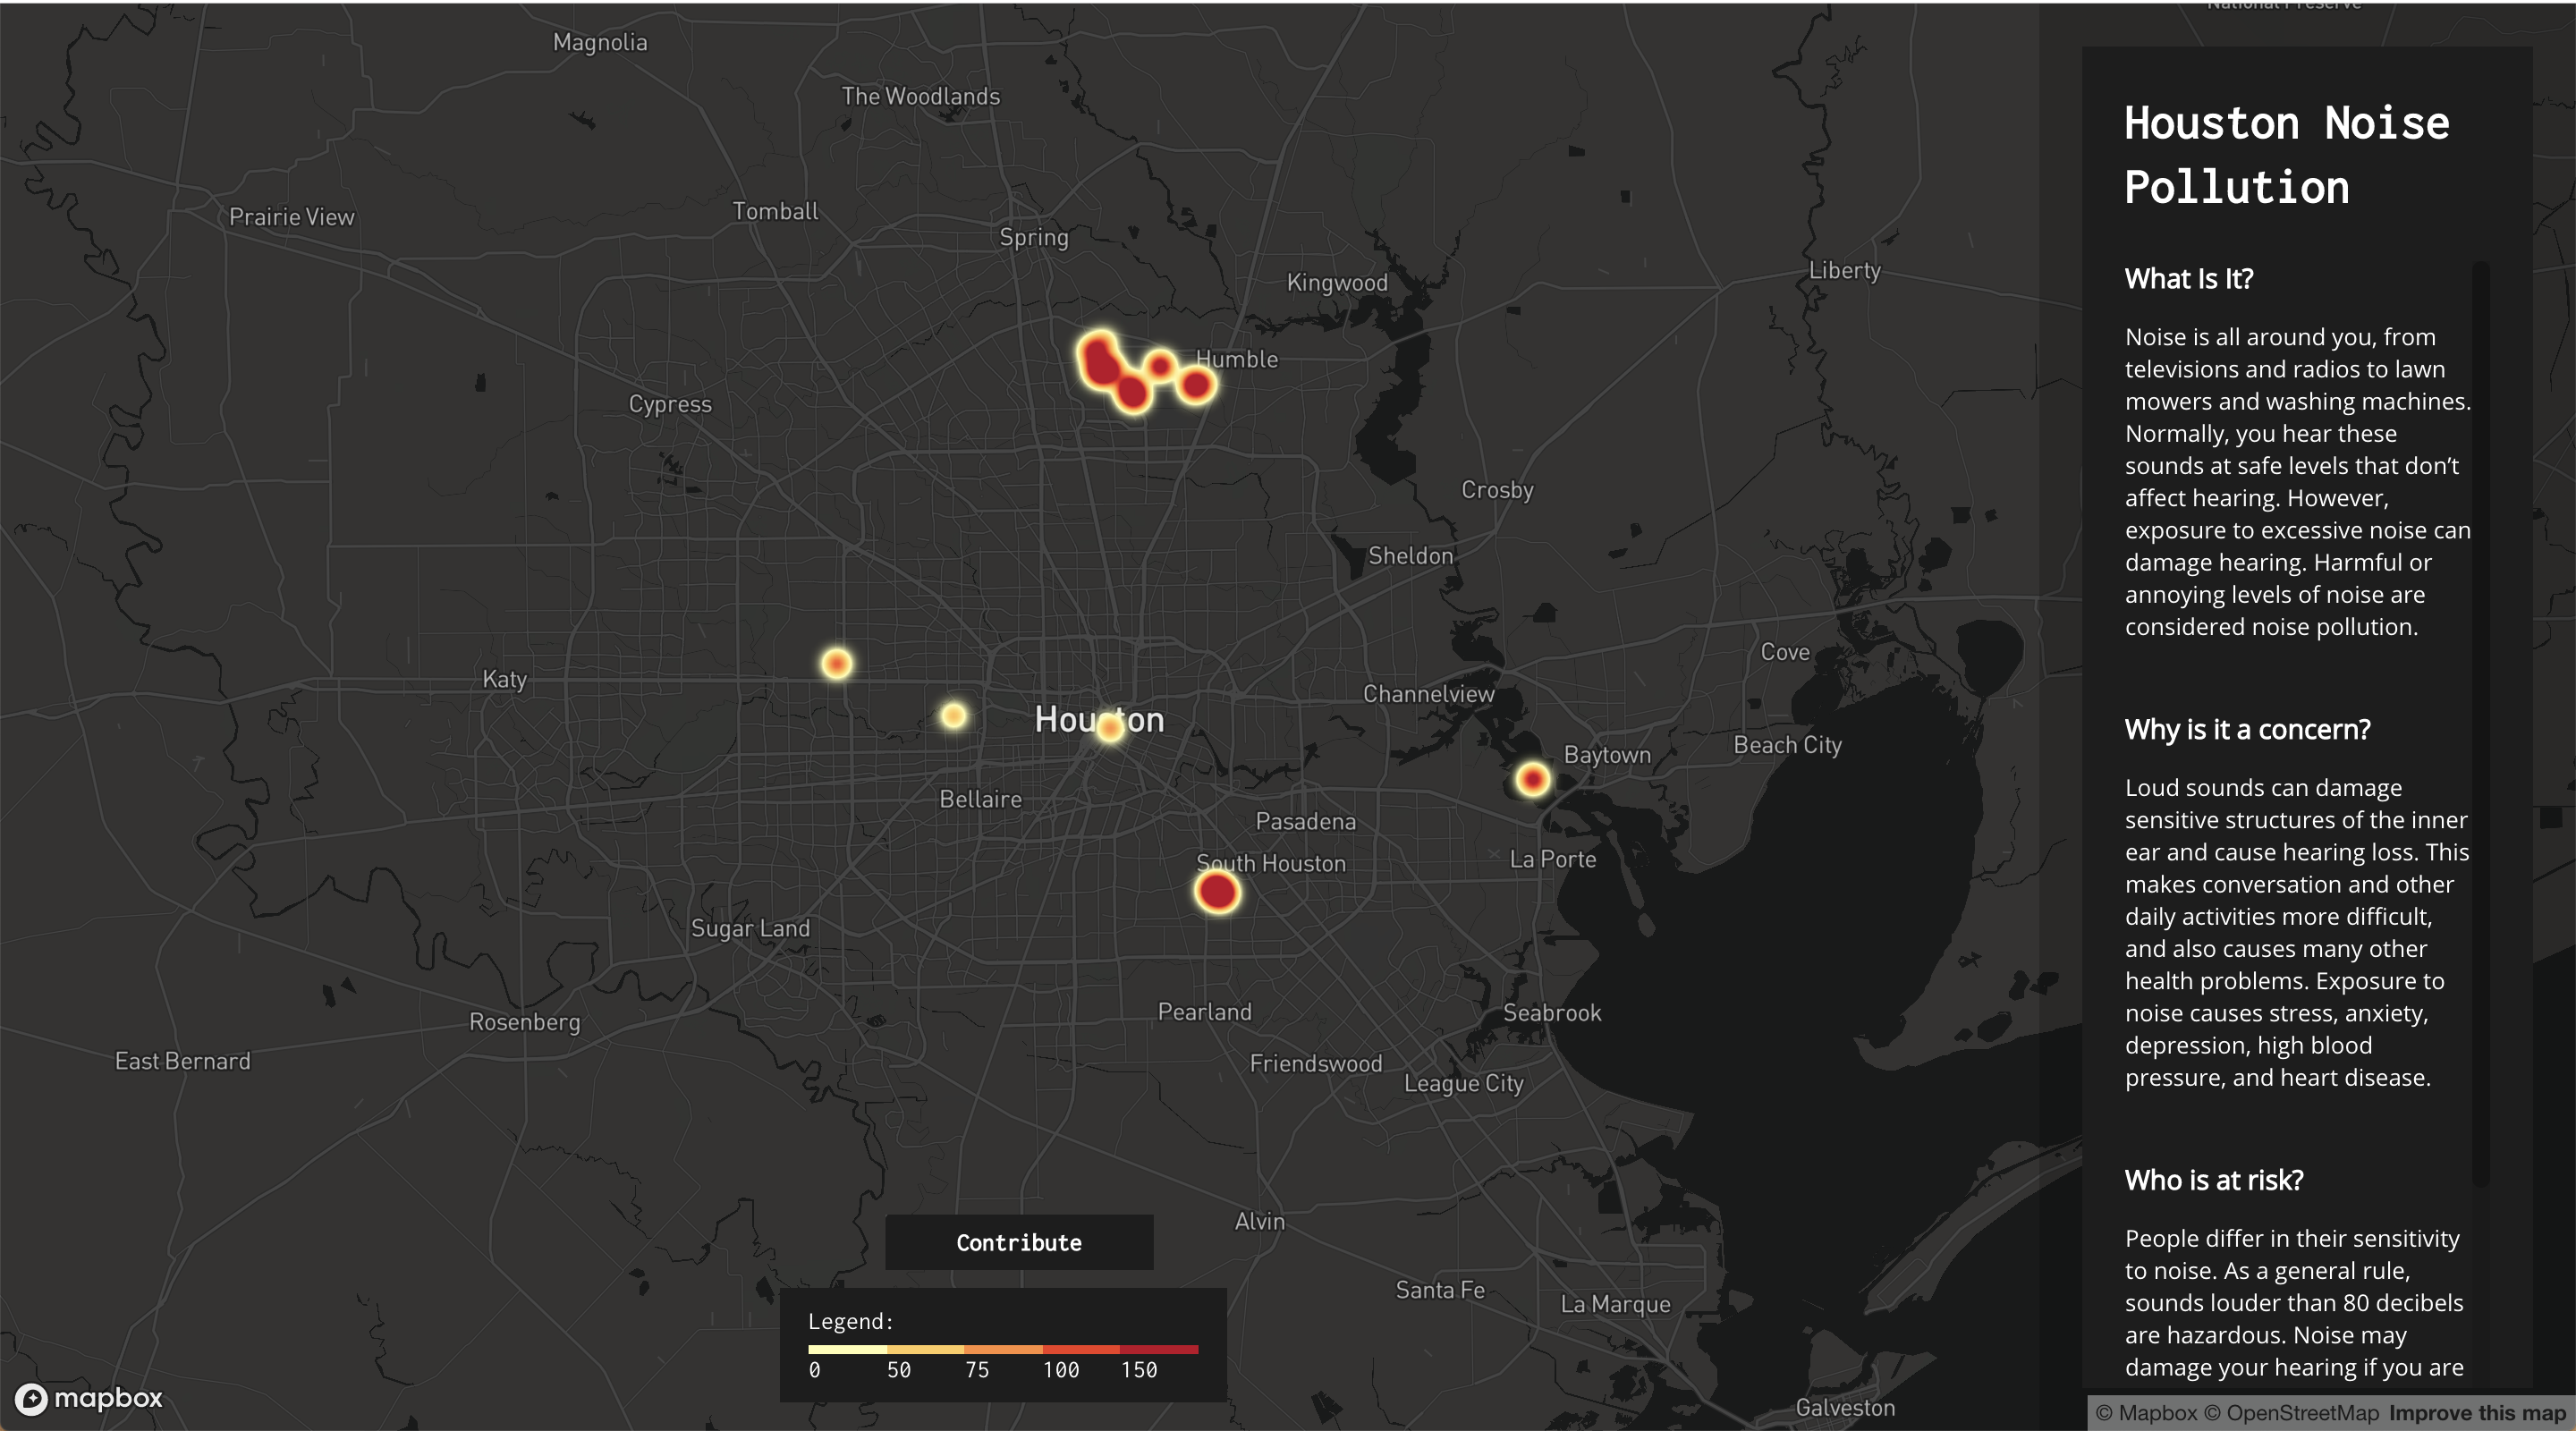 National Preserve
Magnolia
The Woodlands
Prairie View
Tomball
Spring
Kingwood
Liberty
Humble
Cypress
Crosby
Sheldon
Katy
Cove
Channelview
Houston
Beach City
Baytown
Bellaire
Pasadena
La Porte
South Houston
Sugar Land
Pearland
Seabrook
Rosenberg
East Bernard
Friendswood
League City
Alvin
Santa Fe
La Marque
Galveston
Contribute
Legend:
0 50 75 100 150
mapbox
Houston Noise
Pollution
What Is It?
Noise is all around you, from
televisions and radios to lawn
mowers and washing machines.
Normally, you hear these
sounds at safe levels that don’t
affect hearing. However,
exposure to excessive noise can
damage hearing. Harmful or
annoying levels of noise are
considered noise pollution.
Why is it a concern?
Loud sounds can damage
sensitive structures of the inner
ear and cause hearing loss. This
makes conversation and other
daily activities more difficult,
and also causes many other
health problems. Exposure to
noise causes stress, anxiety,
depression, high blood
pressure, and heart disease.
Who is at risk?
People differ in their sensitivity
to noise. As a general rule,
sounds louder than 80 decibels
are hazardous. Noise may
damage your hearing if you are
© Mapbox © OpenStreetMap Improve this map